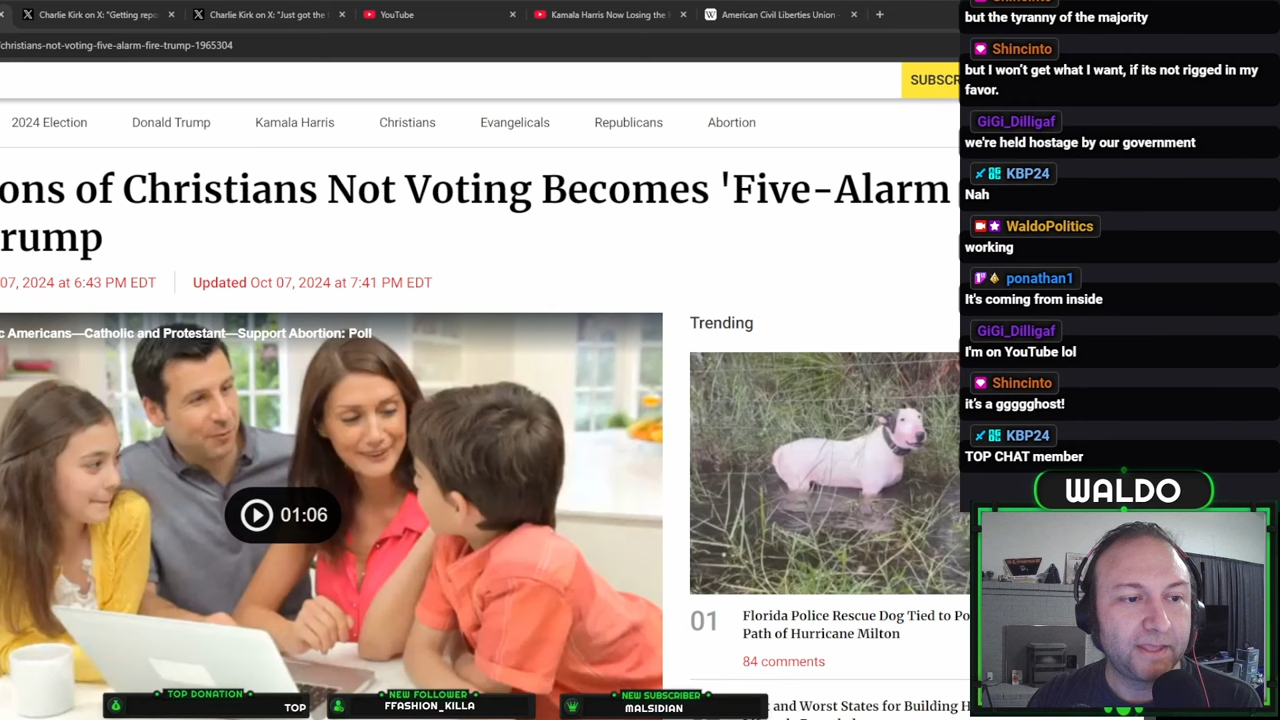 Charlie Kirk on X: "Getting repo
Charlie Kirk on X: "Just got the
YouTube
Kamala Harris Now Losing the
American Civil Liberties Union
christians-not-voting-five-alarm-fire-trump-1965304
SUBSCR
2024 Election
Donald Trump
Kamala Harris
Christians
Evangelicals
Republicans
Abortion
ons of Christians Not Voting Becomes 'Five-Alarm
rump
07, 2024 at 6:43 PM EDT
Updated Oct 07, 2024 at 7:41 PM EDT
c Americans—Catholic and Protestant—Support Abortion: Poll
01:06
Trending
01
Florida Police Rescue Dog Tied to Po
Path of Hurricane Milton
84 comments
t and Worst States for Building H
TOP DONATION
TOP
NEW FOLLOWER
FFASHION_KILLA
NEW SUBSCRIBER
MALSIDIAN
but the tyranny of the majority
Shincinto
but I won't get what I want, if its not rigged in my
favor.
GiGi_Dilligaf
we're held hostage by our government
KBP24
Nah
WaldoPolitics
working
ponathan1
It's coming from inside
GiGi_Dilligaf
I'm on YouTube lol
Shincinto
it's a ggggghost!
KBP24
TOP CHAT member
WALDO